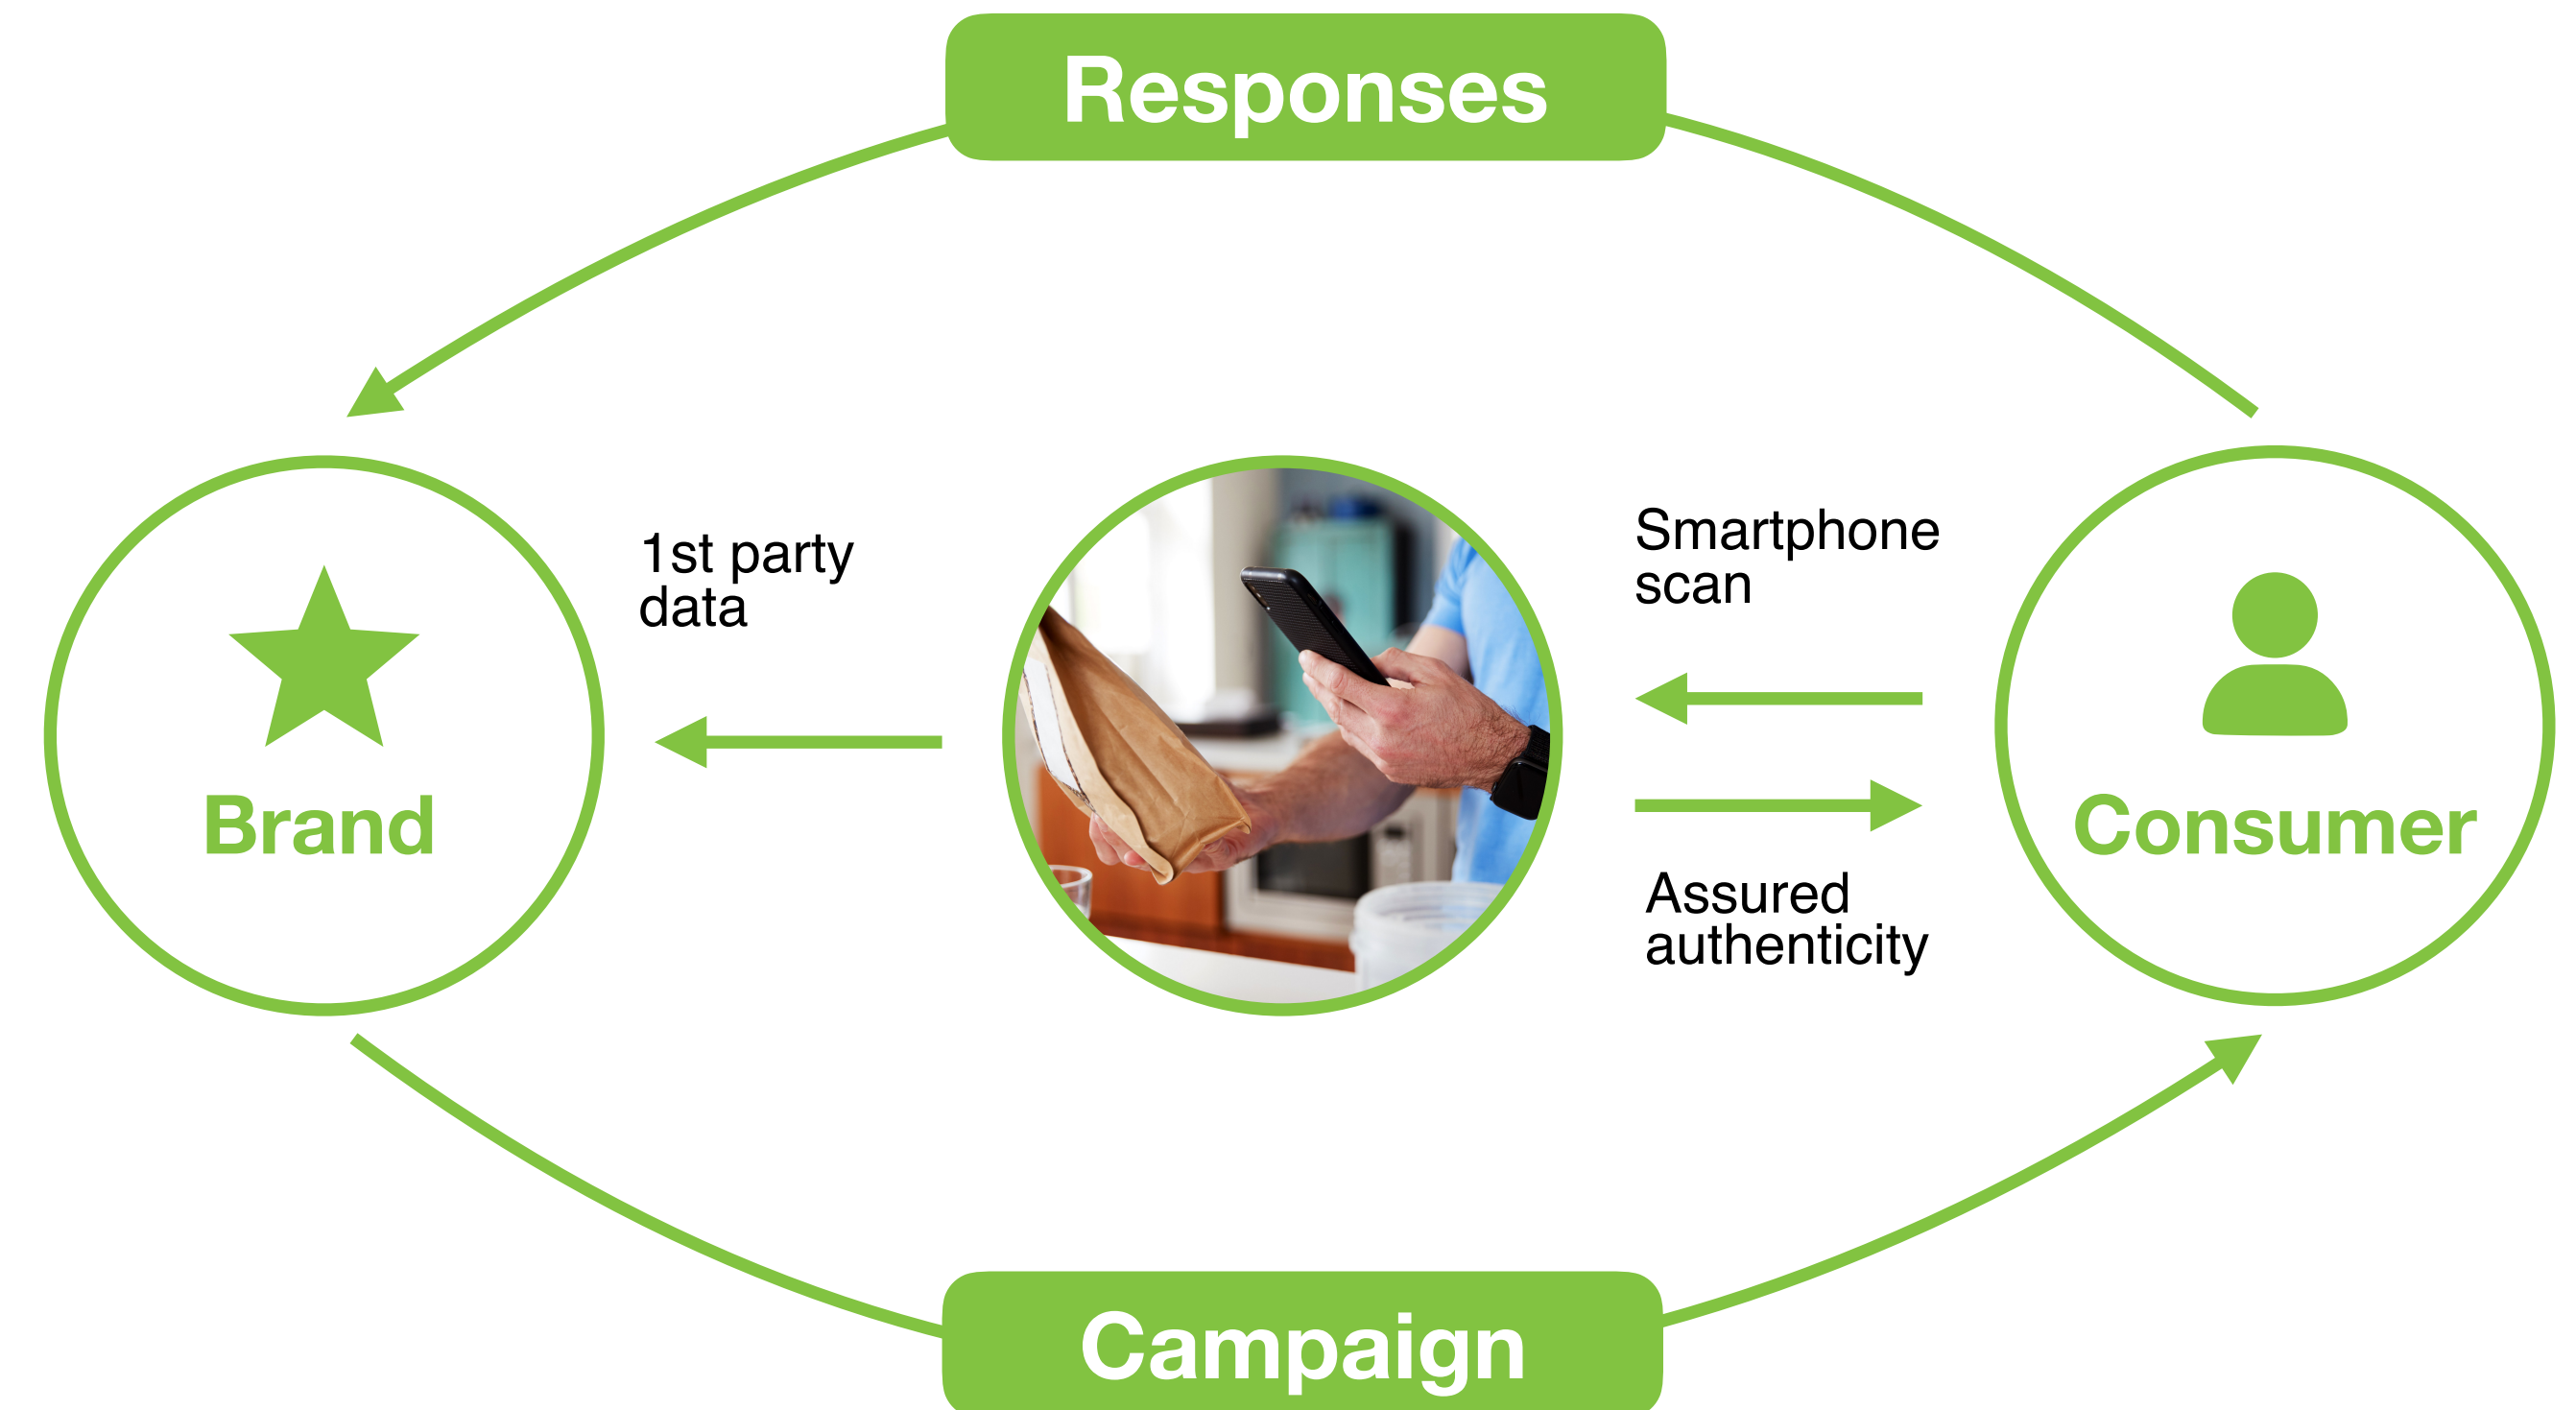 Responses
1st party
data
Smartphone
scan
Brand
Consumer
Assured
authenticity
Campaign